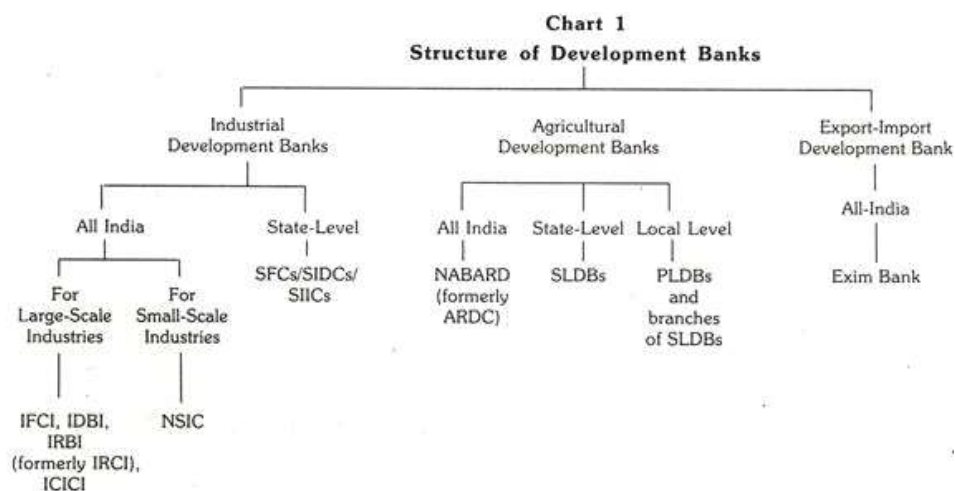 Chart 1
Structure of Development Banks
Industrial
Development Banks
Agricultural
Development Banks
Export-Import
Development Bank
All India
State-Level
All India
State-Level
Local Level
All-India
SFCs/SIDCs/
SIICs
NABARD
(formerly
ARDC)
SLDBs
PLDBs
and
branches
of SLDBs
Exim Bank
For
Large-Scale
Industries
For
Small-Scale
Industries
IFCI, IDBI,
IRBI
(formerly IRCI),
ICICI
NSIC